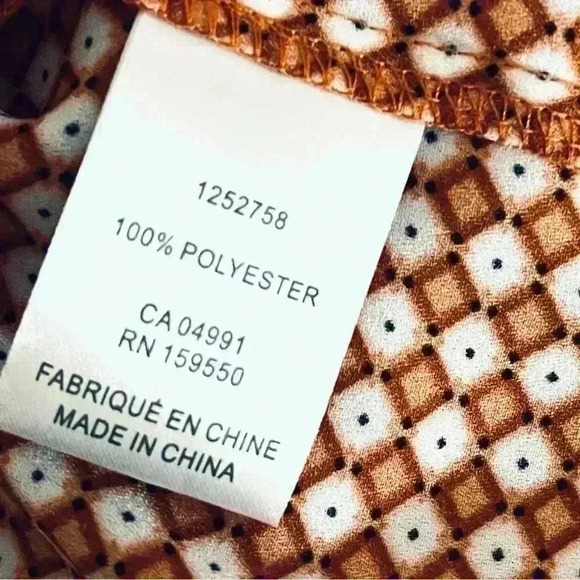 1252758
100% POLYESTER
CA 04991
RN 159550
FABRIQUÉ EN CHINE
MADE IN CHINA